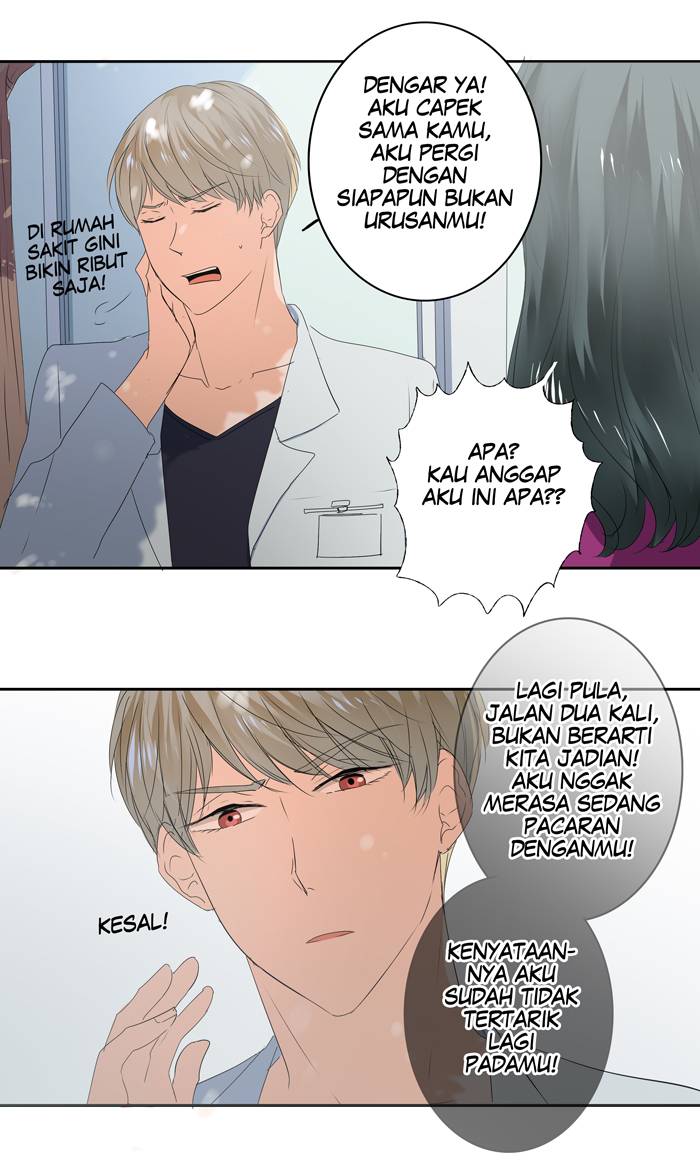 DENGAR YA!
AKU CAPEK
SAMA KAMU,
AKU PERGI
DENGAN
SIAPAPUN BUKAN
URUSANMU!
DI RUMAH
SAKIT GINI
BIKIN RIBUT
SAJA!
APA?
KAU ANGGAP
AKU INI APA??
LAGI PULA,
JALAN DUA KALI,
BUKAN BERARTI
KITA JADIAN!
AKU NGGAK
MERASA SEDANG
PACARAN
DENGANMU!
KESAL!
KENYATAAN-
NYA AKU
SUDAH TIDAK
TERTARIK
LAGI
PADAMU!